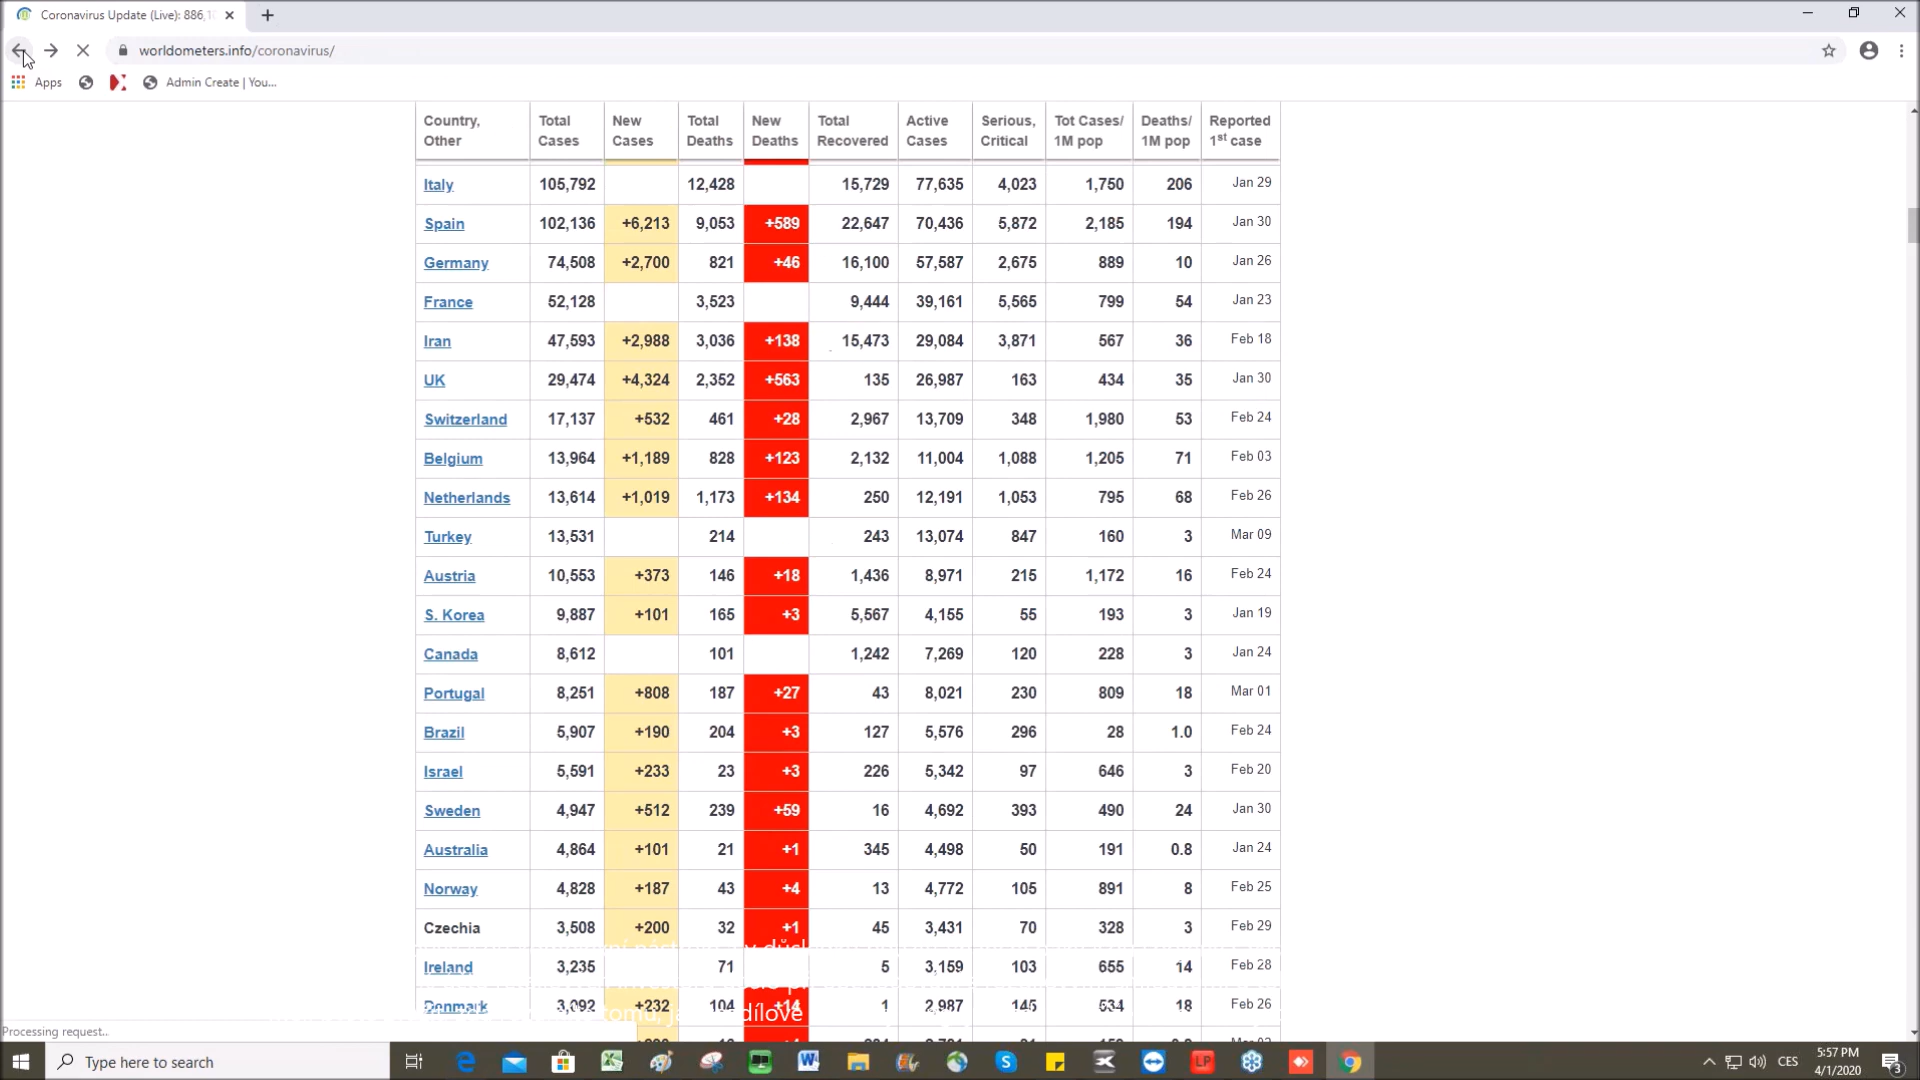 Coronavirus Update (Live): 886,1
worldometers.info/coronavirus/
Apps Admin Create | You...
Country, Other Total Cases New Cases Total Deaths New Deaths Total Recovered Active Cases Serious, Critical Tot Cases/ 1M pop Deaths/ 1M pop Reported 1st case
Italy 105,792 12,428 15,729 77,635 4,023 1,750 206 Jan 29
Spain 102,136 +6,213 9,053 +589 22,647 70,436 5,872 2,185 194 Jan 30
Germany 74,508 +2,700 821 +46 16,100 57,587 2,675 889 10 Jan 26
France 52,128 3,523 9,444 39,161 5,565 799 54 Jan 23
Iran 47,593 +2,988 3,036 +138 15,473 29,084 3,871 567 36 Feb 18
UK 29,474 +4,324 2,352 +563 135 26,987 163 434 35 Jan 30
Switzerland 17,137 +532 461 +28 2,967 13,709 348 1,980 53 Feb 24
Belgium 13,964 +1,189 828 +123 2,132 11,004 1,088 1,205 71 Feb 03
Netherlands 13,614 +1,019 1,173 +134 250 12,191 1,053 795 68 Feb 26
Turkey 13,531 214 243 13,074 847 160 3 Mar 09
Austria 10,553 +373 146 +18 1,436 8,971 215 1,172 16 Feb 24
S. Korea 9,887 +101 165 +3 5,567 4,155 55 193 3 Jan 19
Canada 8,612 101 1,242 7,269 120 228 3 Jan 24
Portugal 8,251 +808 187 +27 43 8,021 230 809 18 Mar 01
Brazil 5,907 +190 204 +3 127 5,576 296 28 1.0 Feb 24
Israel 5,591 +233 23 +3 226 5,342 97 646 3 Feb 20
Sweden 4,947 +512 239 +59 16 4,692 393 490 24 Jan 30
Australia 4,864 +101 21 +1 345 4,498 50 191 0.8 Jan 24
Norway 4,828 +187 43 +4 13 4,772 105 891 8 Feb 25
Czechia 3,508 +200 32 +1 45 3,431 70 328 3 Feb 29
Ireland 3,235 71 5 3,159 103 655 14 Feb 28
Denmark 3,092 +232 104 +14 1 2,987 145 534 18 Feb 26
Processing request...
Type here to search
CES
5:57 PM
4/1/2020
3